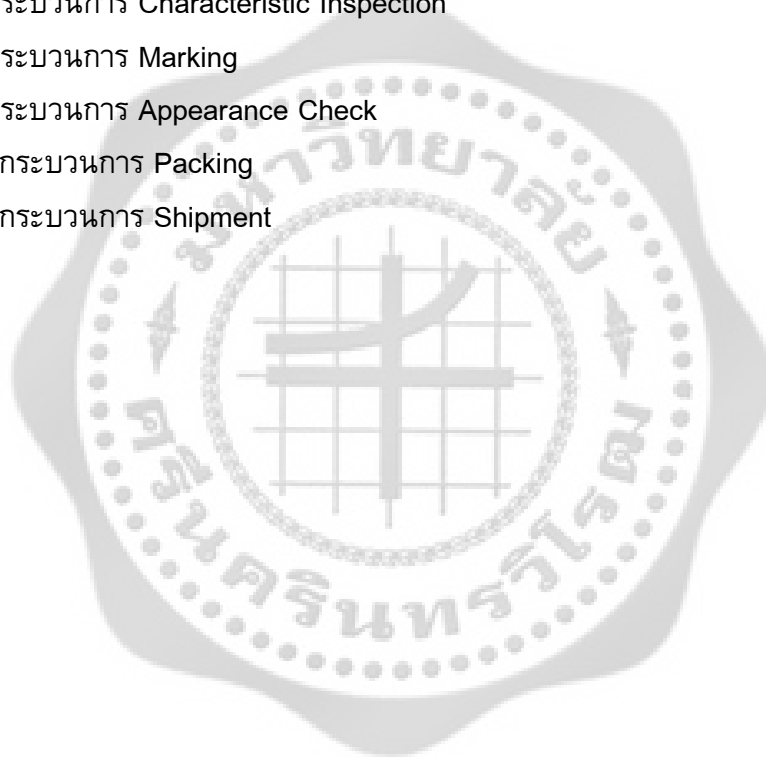 ระบวนการ Characteristic Inspection
ระบวนการ Marking
ระบวนการ Appearance Check
กระบวนการ Packing
กระบวนการ Shipment
มหาวิทยาลัย
ศรีนครินทรวิโรฒ